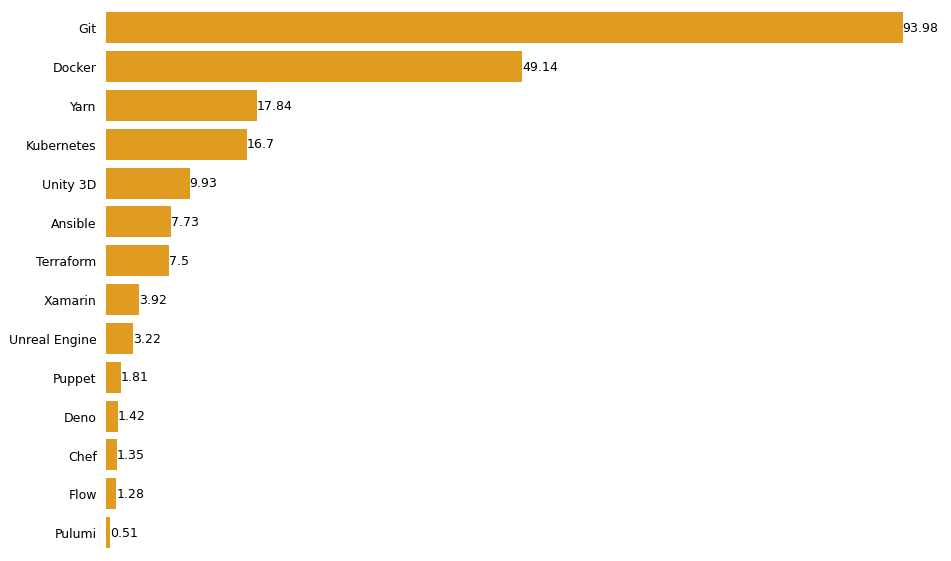 Git 93.98
Docker 49.14
Yarn 17.84
Kubernetes 16.7
Unity 3D 9.93
Ansible 7.73
Terraform 7.5
Xamarin 3.92
Unreal Engine 3.22
Puppet 1.81
Deno 1.42
Chef 1.35
Flow 1.28
Pulumi 0.51